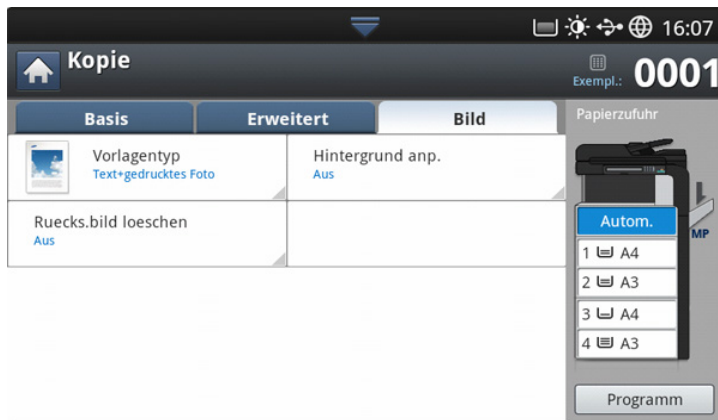 16:07
Kopie
Exempl.: 0001
Basis
Erweitert
Bild
Papierzufuhr
Vorlagentyp
Text+gedrucktes Foto
Hintergrund anp.
Aus
Ruecks.bild loeschen
Aus
Autom.
MP
1 A4
2 A3
3 A4
4 A3
Programm